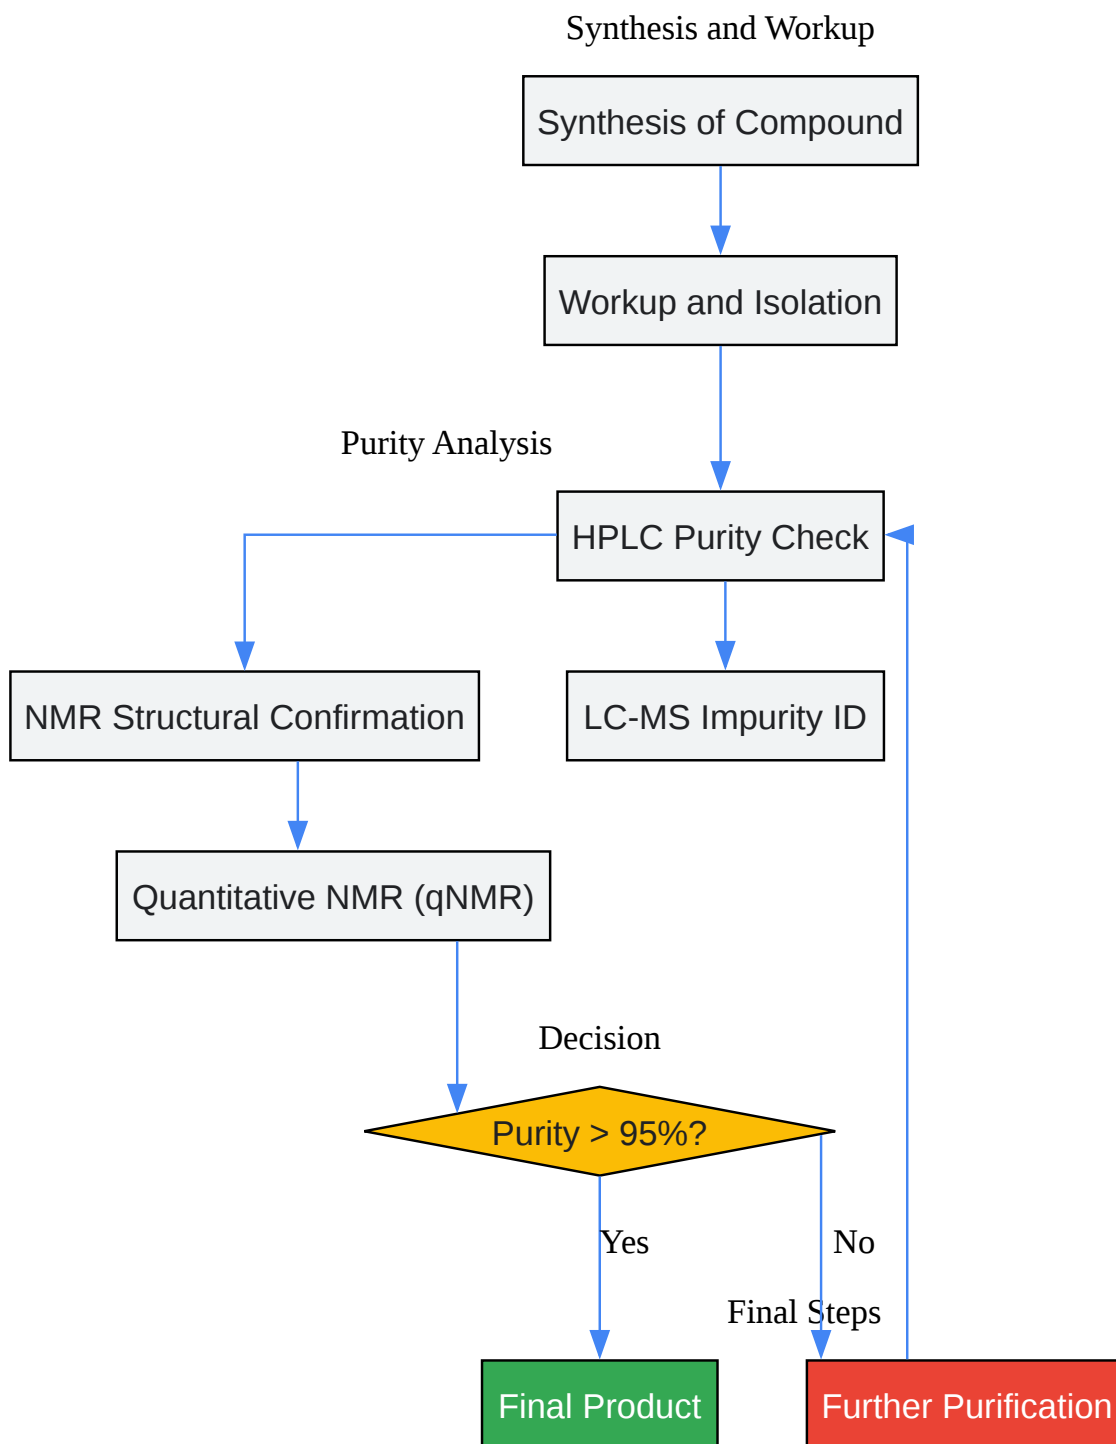 Synthesis and Workup
Synthesis of Compound
Workup and Isolation
Purity Analysis
HPLC Purity Check
NMR Structural Confirmation
LC-MS Impurity ID
Quantitative NMR (qNMR)
Decision
Purity > 95%?
Yes
No
Final Steps
Final Product
Further Purification